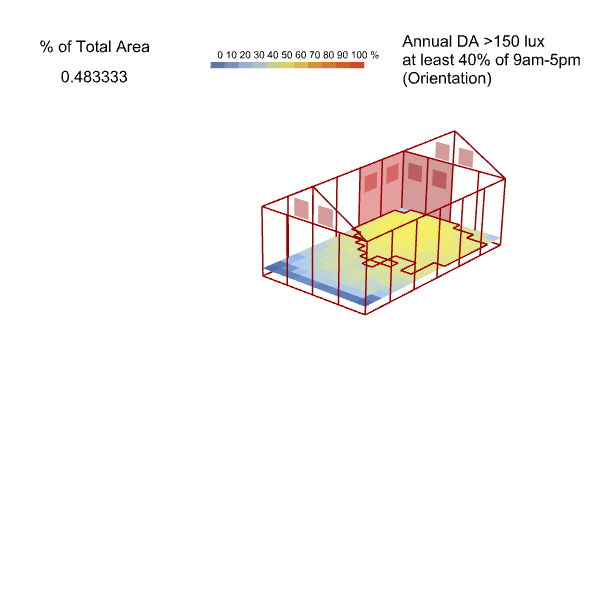 % of Total Area
0.483333
0 10 20 30 40 50 60 70 80 90 100 %
Annual DA >150 lux
at least 40% of 9am-5pm
(Orientation)